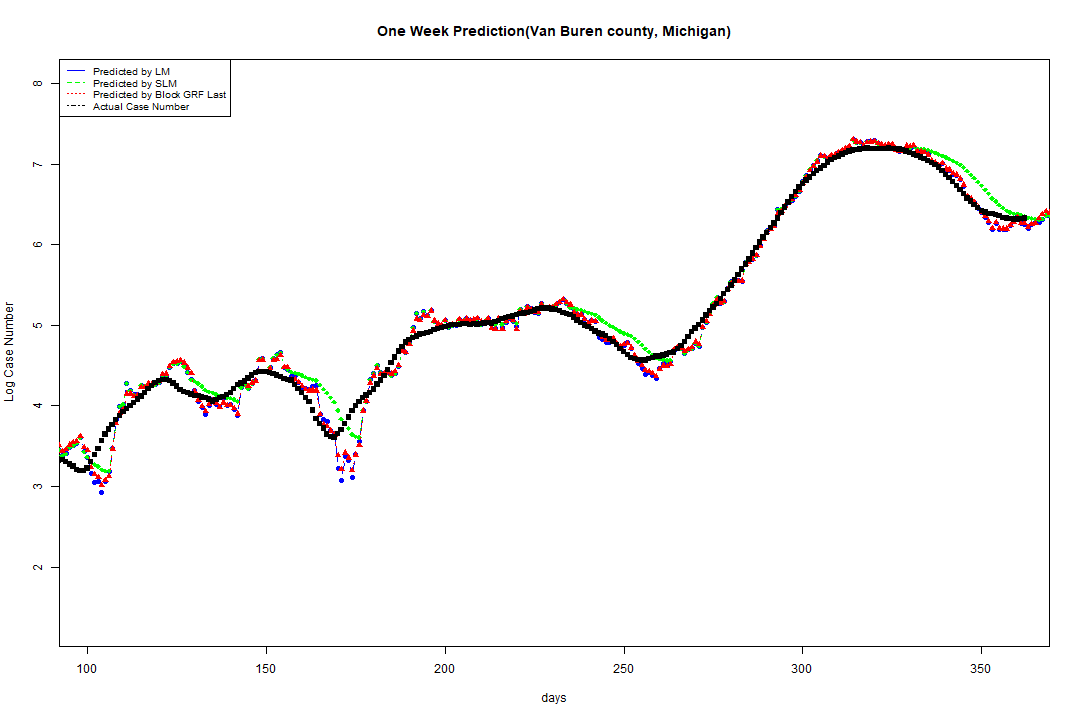 One Week Prediction(Van Buren county, Michigan)
Predicted by LM
Predicted by SLM
Predicted by Block GRF Last
Actual Case Number
8
7
6
5
4
3
2
Log Case Number
100 150 200 250 300 350
days